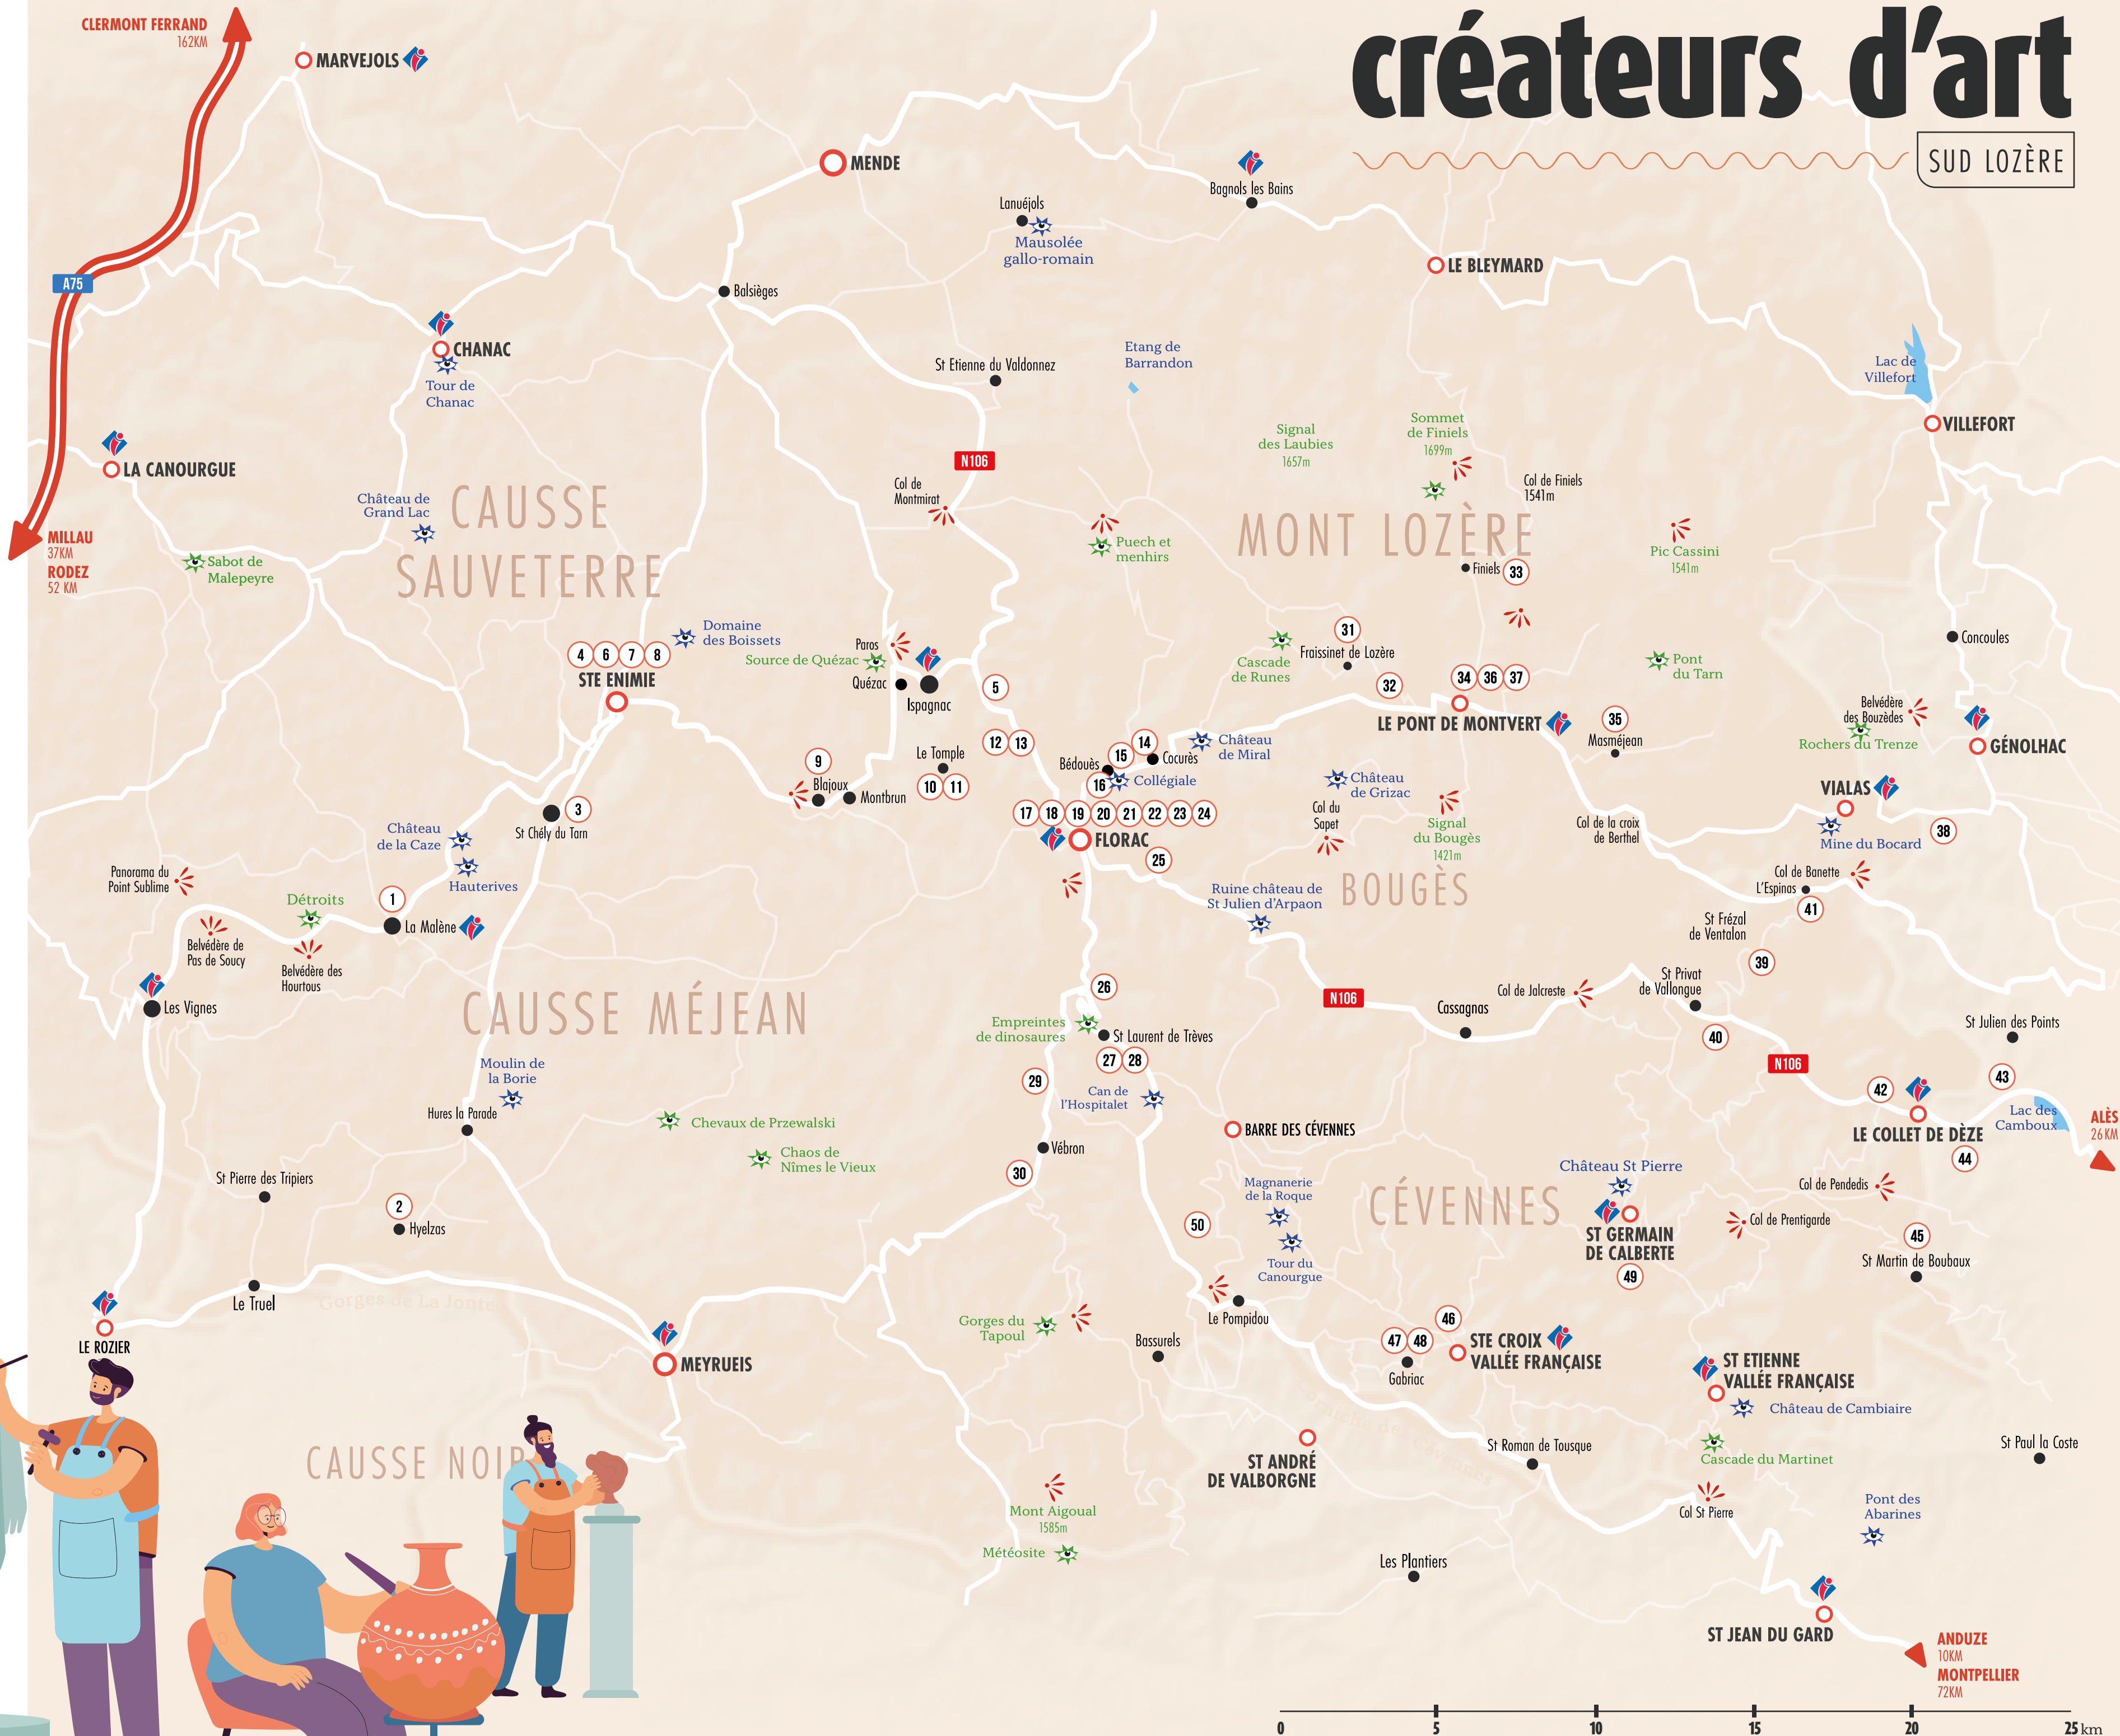 créateurs d'art
SUD LOZÈRE
CLERMONT FERRAND
162KM
MARVEJOLS
MENDE
Bagnols les Bains
Lanuéjols
Mausolée
gallo-romain
LE BLEYMARD
A75
Balsièges
CHANAC
Tour de
Chanac
St Etienne du Valdonnez
Etang de
Barrandon
Lac de
Villefort
VILLEFORT
LA CANOURGUE
N106
Signal
des Laubies
1657m
Sommet
de Finiels
1699m
Col de Finiels
1541m
Château de
Grand Lac
CAUSSE
SAUVETERRE
Col de
Montmirat
MONT LOZÈRE
MILLAU
37KM
RODEZ
52 KM
Sabot de
Malepeyre
Puech et
menhirs
Pic Cassini
1541m
Finiels
33
Domaine
des Boissets
4
6
7
8
STE ENIMIE
Paros
Source de Quézac
Quézac
Ispagnac
5
31
Fraissinet de Lozère
Cascade
de Runes
32
34
36
37
LE PONT DE MONTVERT
Pont
du Tarn
Concoules
Belvédère
des Bouzèdes
Rochers du Trenze
GÉNOLHAC
35
Masméjean
12
13
14
15
Cocurès
Bédouès
16
Collégiale
Château
de Miral
Le Tomple
10
11
9
Blajoux
Montbrun
3
St Chély du Tarn
Château
de la Caze
Hauterives
17
18
19
20
21
22
23
24
FLORAC
25
Château
de Grizac
Col du
Sapet
Signal
du Bougès
1421m
BOUGÈS
Col de la croix
de Berthel
VIALAS
Mine du Bocard
38
Col de Banette
L'Espinas
41
Panorama du
Point Sublime
Détroits
1
La Malène
Belvédère de
Pas de Soucy
Belvédère des
Hourtous
Les Vignes
Ruine château de
St Julien d'Arpaon
St Frézal
de Ventalon
39
CAUSSE MÉJEAN
26
Empreintes
de dinosaures
St Laurent de Trèves
27
28
N106
Cassagnas
Col de Jalcreste
St Privat
de Vallongue
40
St Julien des Points
N106
Moulin de
la Borie
Hures la Parade
29
Can de
l'Hospitalet
42
43
LE COLLET DE DÈZE
Lac des
Camboux
44
ALÈS
26 KM
Chevaux de Przewalski
Chaos de
Nîmes le Vieux
Vébron
30
BARRE DES CÉVENNES
St Pierre des Tripiers
2
Hyelzas
Magnanerie
de la Roque
50
Tour du
Canourgue
CÉVENNES
Château St Pierre
ST GERMAIN
DE CALBERTE
49
Col de Pendedis
Col de Prentigarde
45
St Martin de Boubaux
Le Truel
Gorges de La Jonte
LE ROZIER
MEYRUEIS
Gorges du
Tapoul
Bassurels
Le Pompidou
46
47
48
Gabriac
STE CROIX
VALLÉE FRANÇAISE
ST ETIENNE
VALLÉE FRANÇAISE
Château de Cambiaire
CAUSSE NOIR
ST ANDRÉ
DE VALBORGNE
St Roman de Tousque
Cascade du Martinet
St Paul la Coste
Mont Aigoual
1585m
Météosite
Col St Pierre
Pont des
Abarines
Les Plantiers
ST JEAN DU GARD
ANDUZE
10KM
MONTPELLIER
72KM
0
5
10
15
20
25 km